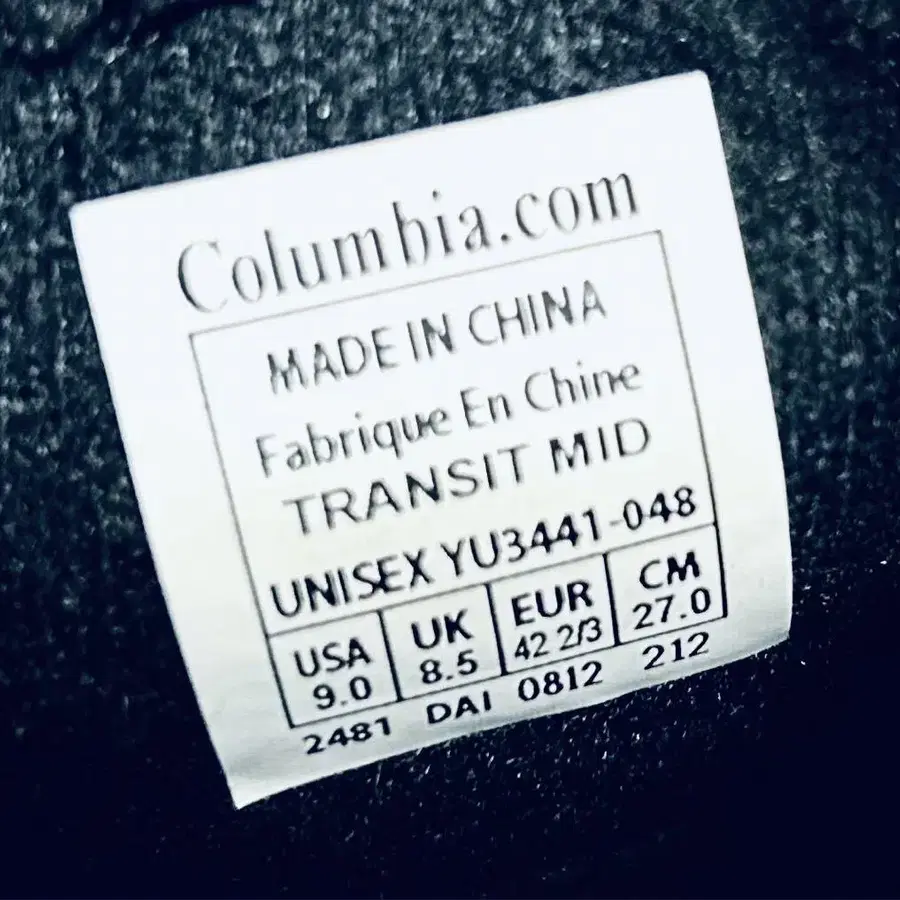 Columbia.com
MADE IN CHINA
Fabrique En Chine
TRANSIT MID
UNISEX YU3441-048
USA UK EUR CM
9.0 8.5 42 2/3 27.0
2481 DAI 0812 212